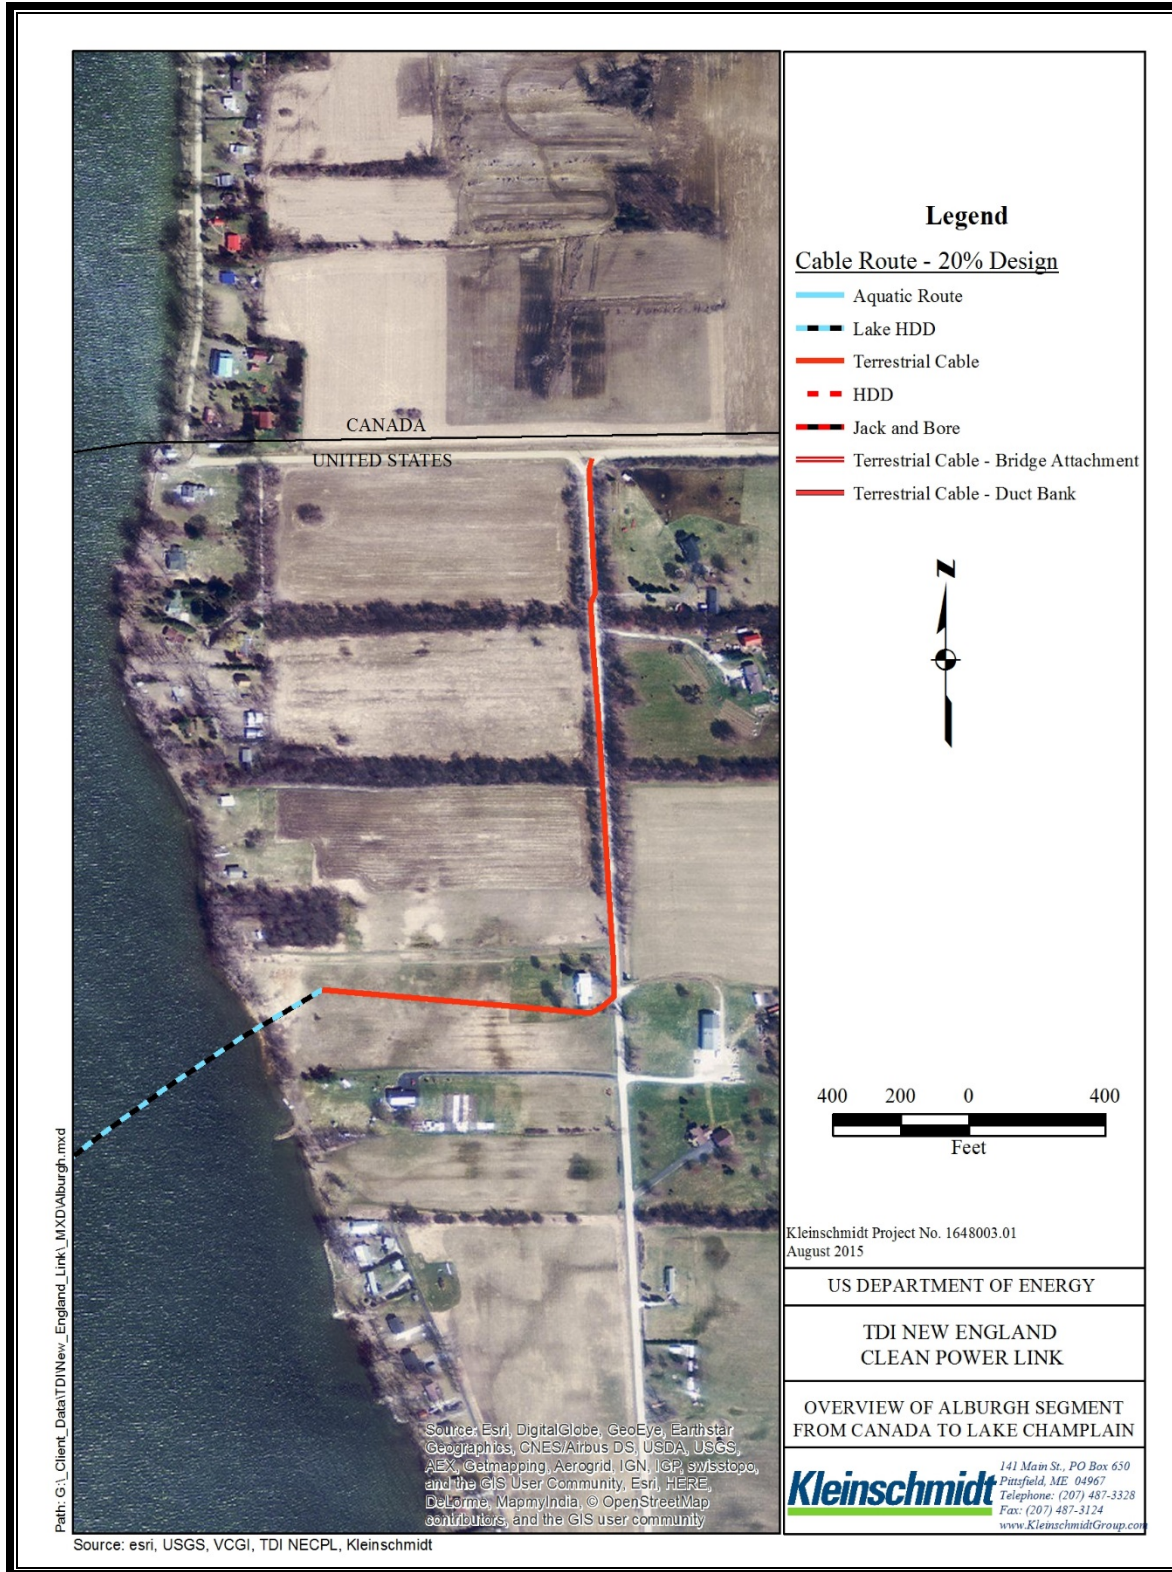 CANADA
UNITED STATES
Legend
Cable Route - 20% Design
Aquatic Route
Lake HDD
Terrestrial Cable
HDD
Jack and Bore
Terrestrial Cable - Bridge Attachment
Terrestrial Cable - Duct Bank
N
400 200 0 400
Feet
Kleinschmidt Project No. 1648003.01
August 2015
US DEPARTMENT OF ENERGY
TDI NEW ENGLAND
CLEAN POWER LINK
OVERVIEW OF ALBURGH SEGMENT
FROM CANADA TO LAKE CHAMPLAIN
Kleinschmidt
141 Main St., PO Box 650
Pittsfield, ME 04967
Telephone: (207) 487-3328
Fax: (207) 487-3124
www.KleinschmidtGroup.com
Source: Esri, DigitalGlobe, GeoEye, Earthstar
Geographics, CNES/Airbus DS, USDA, USGS,
AEX, Getmapping, Aerogrid, IGN, IGP, swisstopo,
and the GIS User Community, Esri, HERE,
DeLorme, MapmyIndia, © OpenStreetMap
contributors, and the GIS user community
Path: G:\_Client_Data\TDI\New_England_Link\_MXD\Alburgh.mxd
Source: esri, USGS, VCGI, TDI NECPL, Kleinschmidt